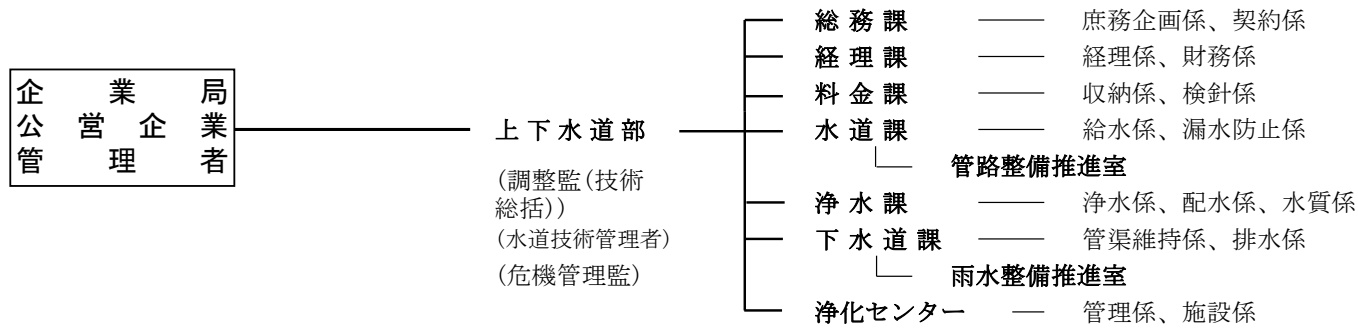 企業局
公営企業
管理者
上下水道部
(調整監(技術
総括))
(水道技術管理者)
(危機管理監)
総務課 庶務企画係、契約係
経理課 経理係、財務係
料金課 収納係、検針係
水道課 給水係、漏水防止係
管路整備推進室
浄水課 浄水係、配水係、水質係
下水道課 管渠維持係、排水係
雨水整備推進室
浄化センター 管理係、施設係